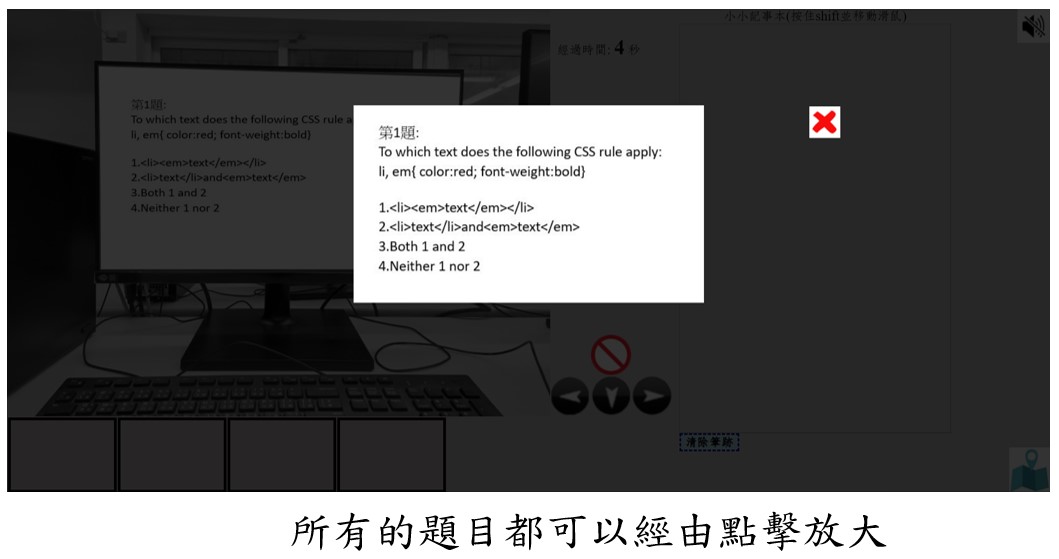 小小記事本(按住shift並移動滑鼠)
經過時間: 4 秒
第1題:
To which text does the following CSS rule a
li, em{ color:red; font-weight:bold}
1.<li><em>text</em></li>
2.<li>text</li>and<em>text</em>
3.Both 1 and 2
4.Neither 1 nor 2
第1題:
To which text does the following CSS rule apply:
li, em{ color:red; font-weight:bold}
1.<li><em>text</em></li>
2.<li>text</li>and<em>text</em>
3.Both 1 and 2
4.Neither 1 nor 2
清除筆跡
所有的題目都可以經由點擊放大